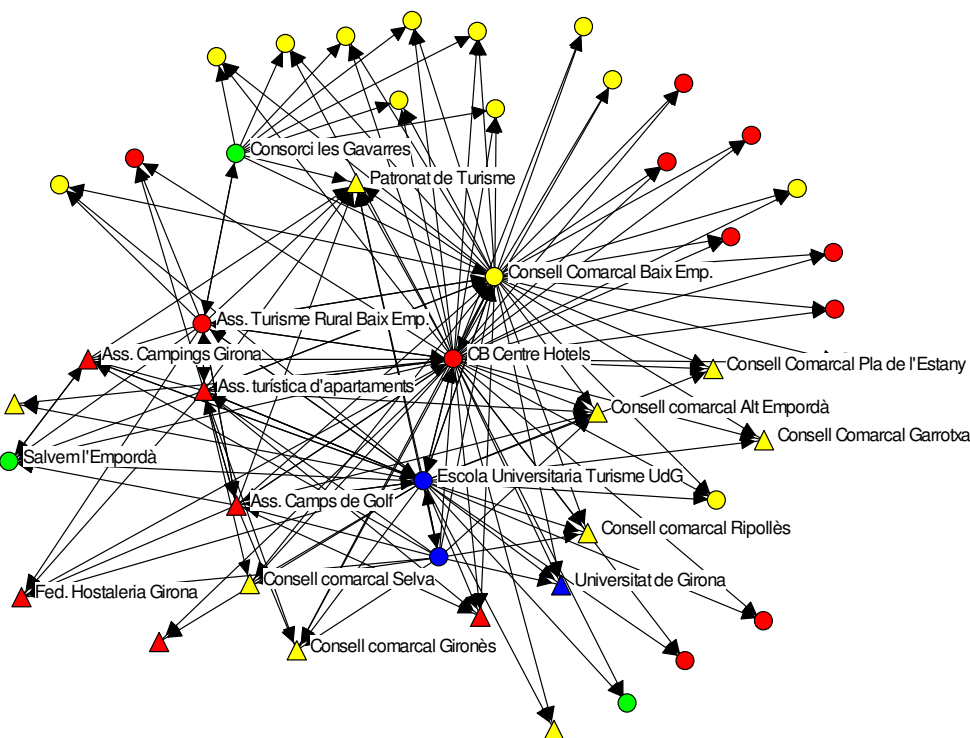 Consorci les Gavarres
Patronat de Turisme
Consell Comarcal Baix Emp.
Ass. Turisme Rural Baix Emp.
Ass. Campings Girona
CB Centre Hotels
Consell Comarcal Pla de l'Estany
Ass. turística d'apartaments
Consell comarcal Alt Empordà
Consell Comarcal Garrotxa
Salvem l'Empordà
Escola Universitaria Turisme UdG
Ass. Camps de Golf
Consell comarcal Ripollès
Consell comarcal Selva
Universitat de Girona
Fed. Hostaleria Girona
Consell comarcal Gironès